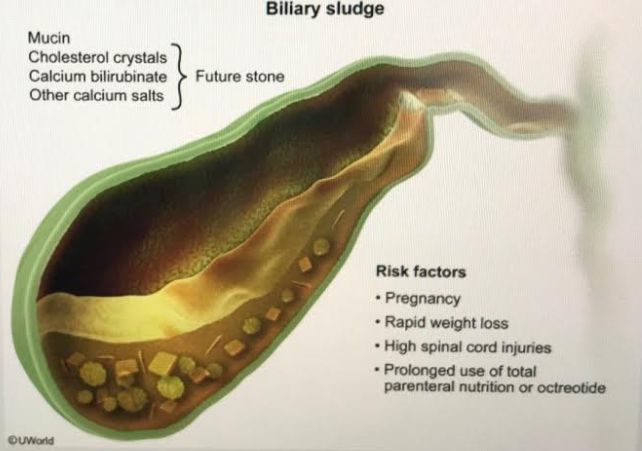 Biliary sludge
Mucin
Cholesterol crystals
Calcium bilirubinate
Other calcium salts
Future stone
Risk factors
• Pregnancy
• Rapid weight loss
• High spinal cord injuries
• Prolonged use of total
parenteral nutrition or octreotide
©UWorld